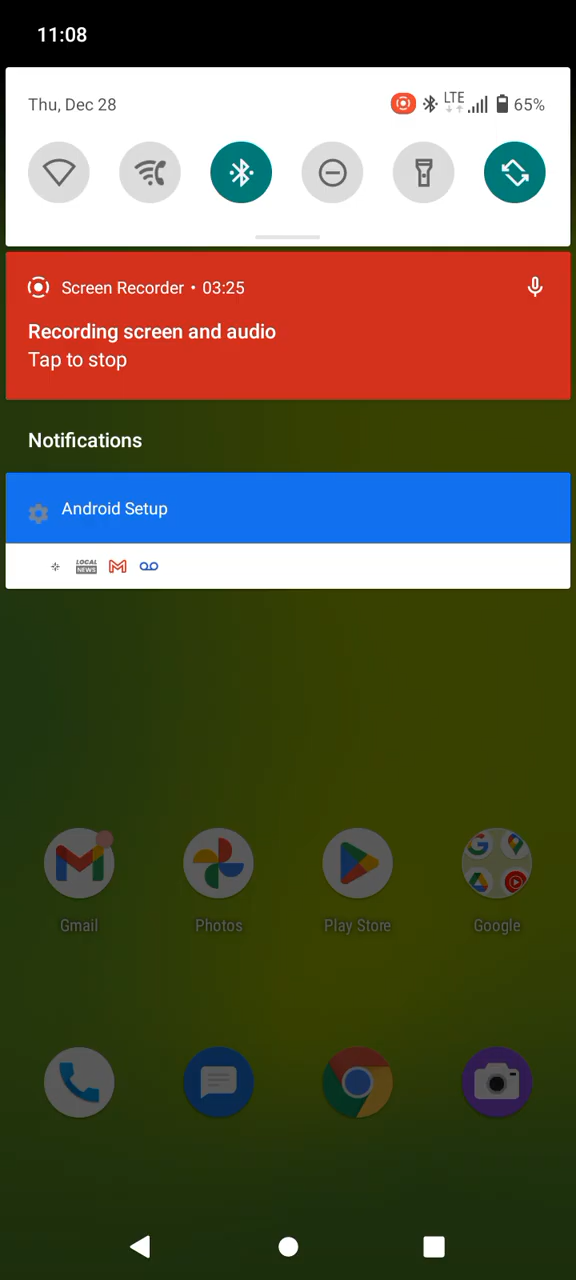 11:08
Thu, Dec 28
LTE
65%
Screen Recorder • 03:25
Recording screen and audio
Tap to stop
Notifications
Android Setup
LOCAL
NEWS
Gmail
Photos
Play Store
Google